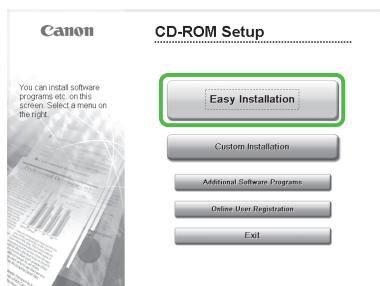 Canon
CD-ROM Setup
You can install software
programs etc. on this
screen. Select a menu on
the right.
Easy Installation
Custom Installation
Additional Software Programs
Online User Registration
Exit